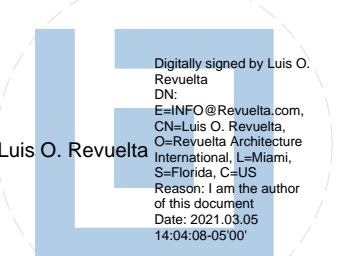 Luis O. Revuelta
Digitally signed by Luis O.
Revuelta
DN:
E=INFO@Revuelta.com,
CN=Luis O. Revuelta,
O=Revuelta Architecture
International, L=Miami,
S=Florida, C=US
Reason: I am the author
of this document
Date: 2021.03.05
14:04:08-05'00'